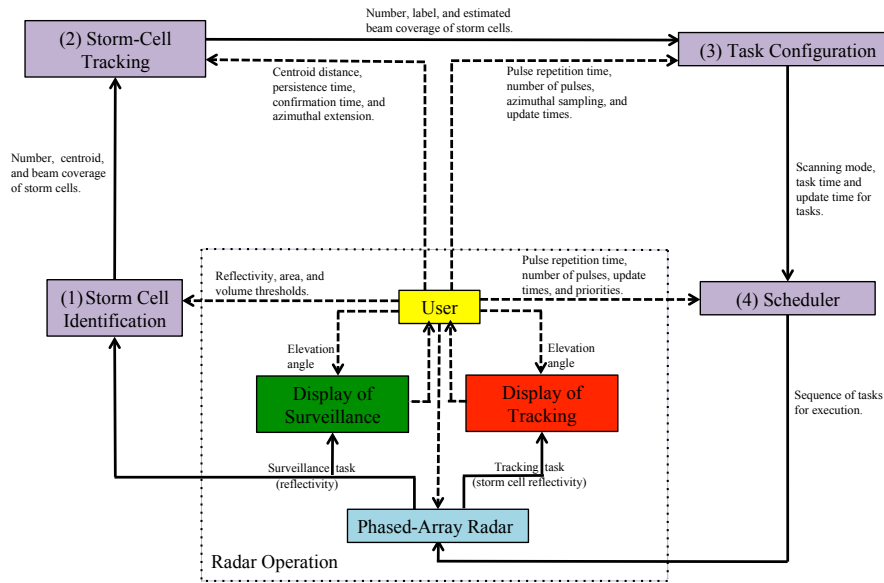 Number, label, and estimated
beam coverage of storm cells.
(2) Storm-Cell
Tracking
(3) Task Configuration
Centroid distance,
persistence time,
confirmation time, and
azimuthal extension.
Pulse repetition time,
number of pulses,
azimuthal sampling, and
update times.
Number, centroid,
and beam coverage
of storm cells.
Scanning mode,
task time and
update time for
tasks.
Reflectivity, area, and
volume thresholds.
Pulse repetition time,
number of pulses, update
times, and priorities.
(1) Storm Cell
Identification
User
(4) Scheduler
Elevation
angle
Elevation
angle
Display of
Surveillance
Display of
Tracking
Sequence of tasks
for execution.
Surveillance task
(reflectivity)
Tracking task
(storm cell reflectivity)
Phased-Array Radar
Radar Operation